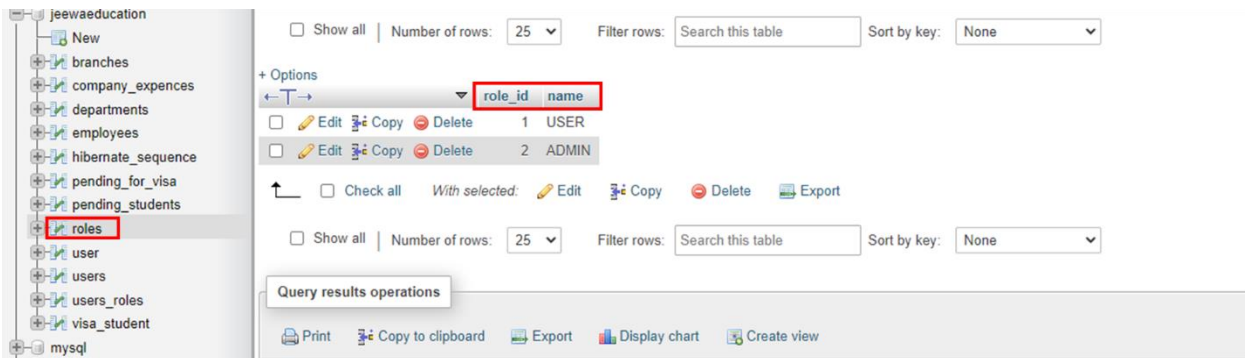 jeewaeducation
New
branches
company_expences
departments
employees
hibernate_sequence
pending_for_visa
pending_students
roles
user
users
users_roles
visa_student
mysql
Show all | Number of rows: 25 Filter rows: Search this table Sort by key: None
+ Options
←T→ role_id name
Edit Copy Delete 1 USER
Edit Copy Delete 2 ADMIN
Check all With selected: Edit Copy Delete Export
Show all | Number of rows: 25 Filter rows: Search this table Sort by key: None
Query results operations
Print Copy to clipboard Export Display chart Create view